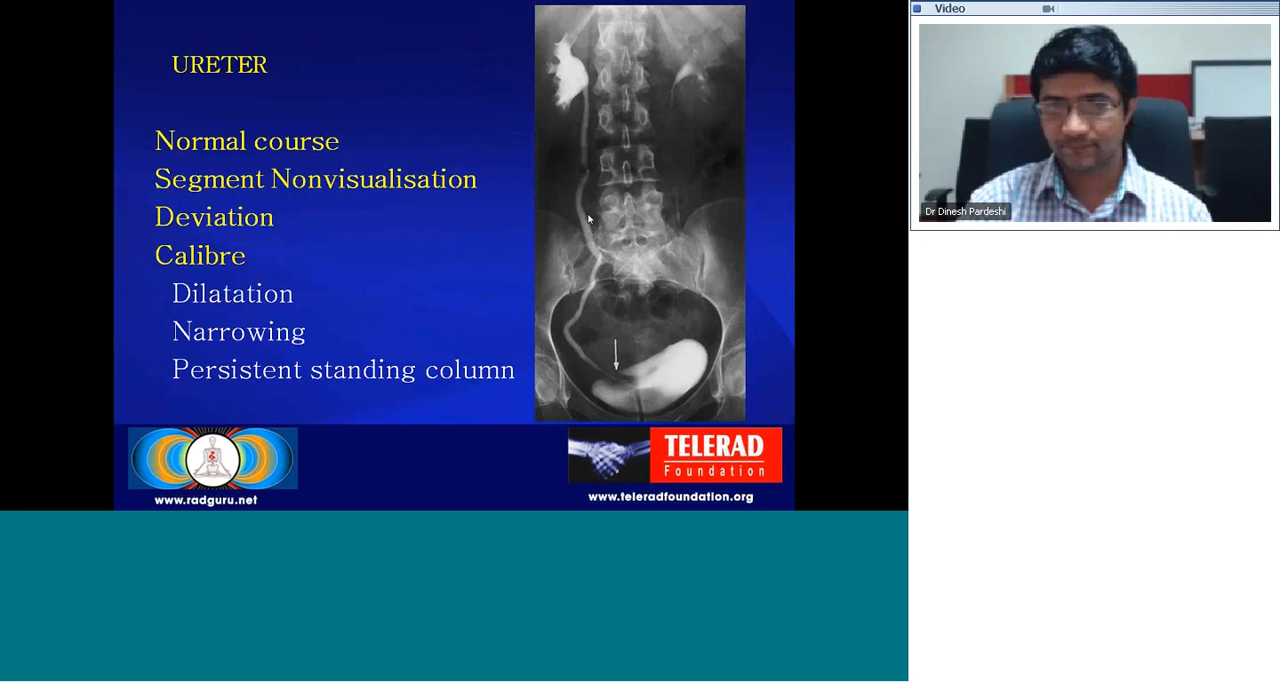 URETER
Normal course
Segment Nonvisualisation
Deviation
Calibre
Dilatation
Narrowing
Persistent standing column
www.radguru.net
TELERAD
Foundation
www.teleradfoundation.org
Video
Dr Dinesh Pardeshi